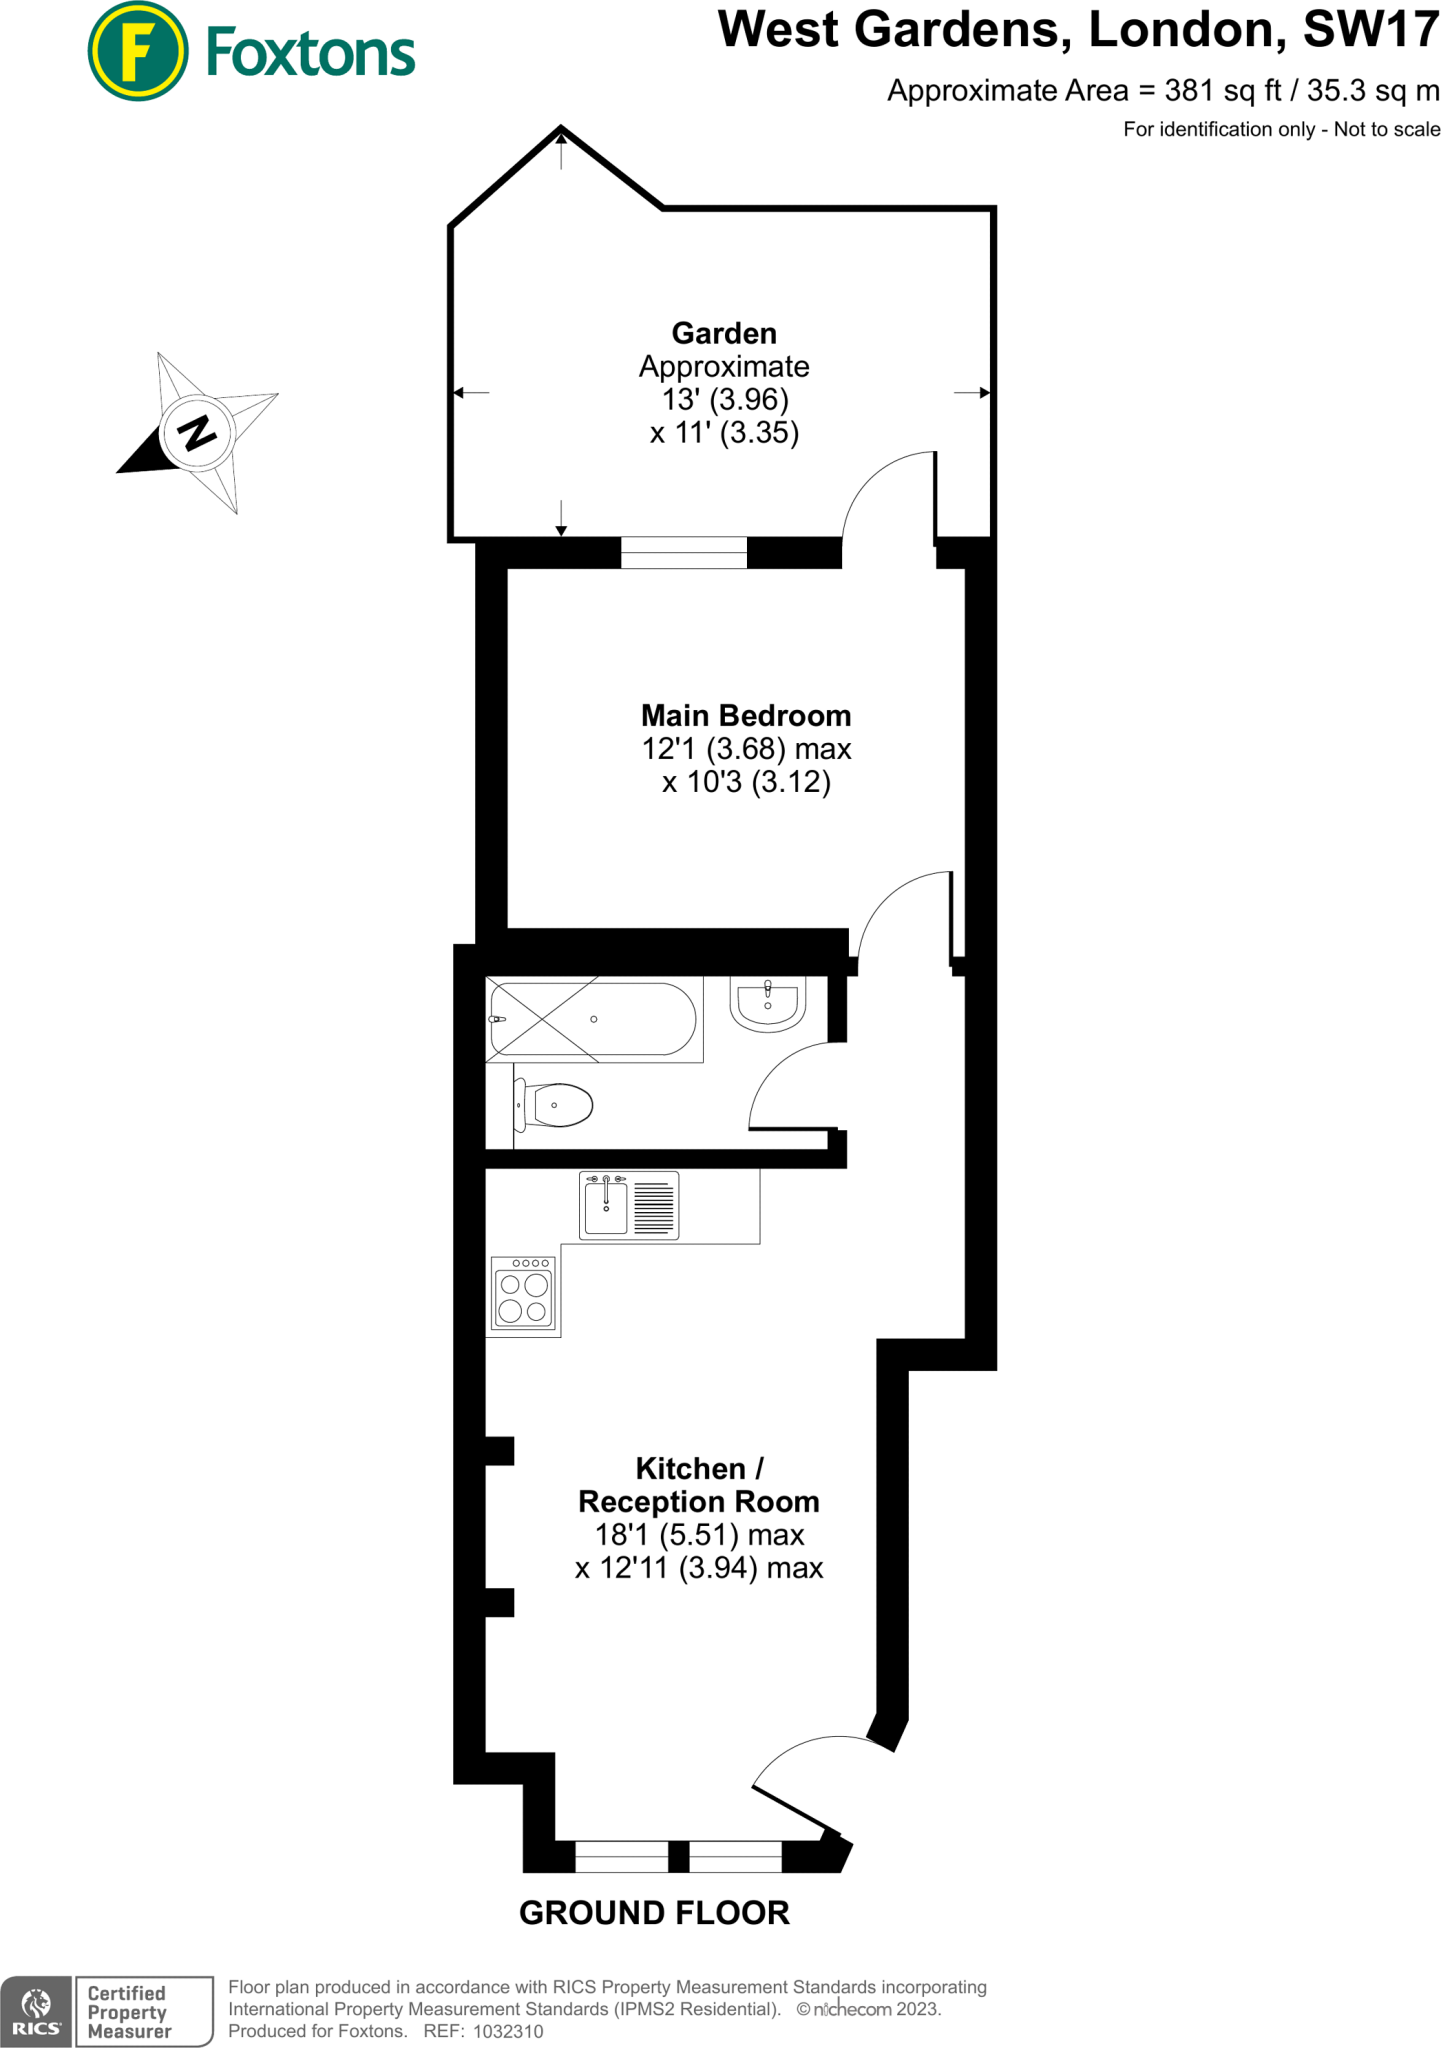 F Foxtons
West Gardens, London, SW17
Approximate Area = 381 sq ft / 35.3 sq m
For identification only - Not to scale
Garden
Approximate
13' (3.96)
x 11' (3.35)
N
Main Bedroom
12'1 (3.68) max
x 10'3 (3.12)
Kitchen /
Reception Room
18'1 (5.51) max
x 12'11 (3.94) max
GROUND FLOOR
RICS
Certified
Property
Measurer
Floor plan produced in accordance with RICS Property Measurement Standards incorporating
International Property Measurement Standards (IPMS2 Residential). © nichecom 2023.
Produced for Foxtons. REF: 1032310